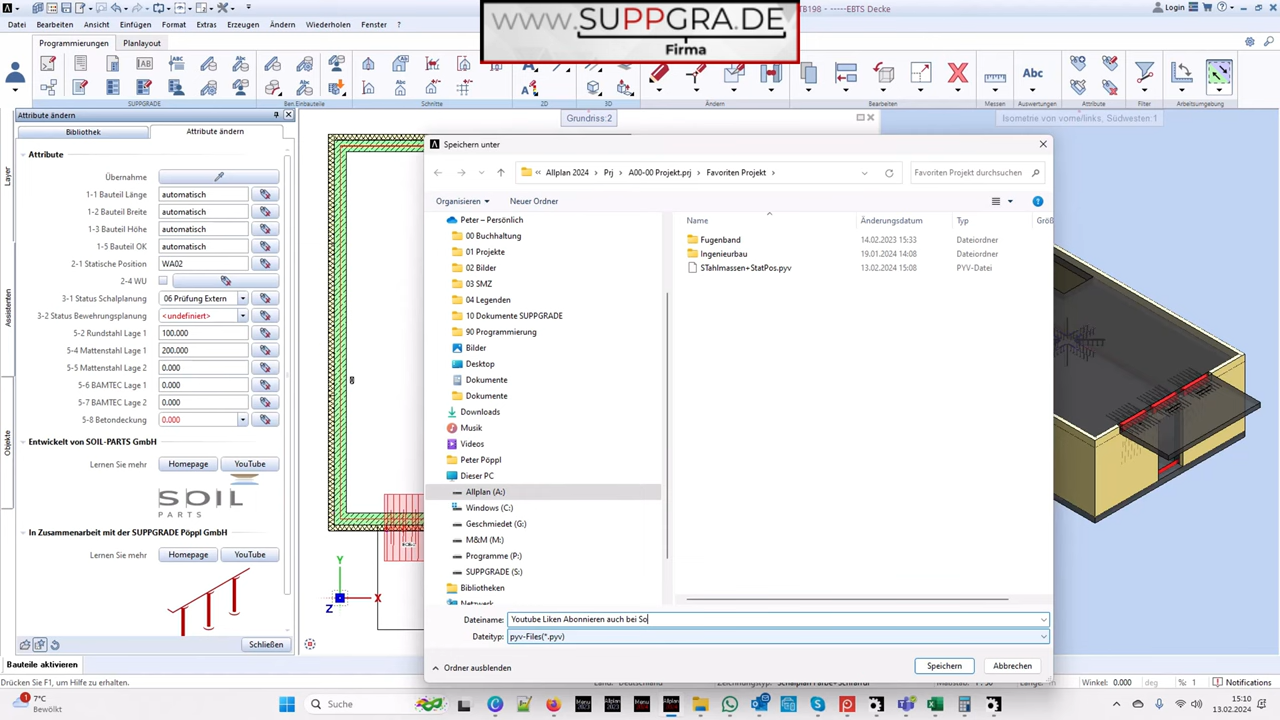 TB198 - ----EBTS Decke
Login
Datei Ansicht Einfügen Format Extras Erzeugen Ändern Wiederholen Fenster ?
WWW.SUPPGRA.DE
Firma
Programmierungen Planlayout
Abc
SUPPGRADE Ben.Einbauteile Schnitte 2D 3D Ändern Bearbeiten Messen Auswertungen Attribute Filter Arbeitsumgebung
Attribute ändern
Grundriss:2
Isometrie von vorne/links, Südwesten:1
Bibliothek Attribute ändern
Layer
Assistenten
Objekte
Attribute
Übernahme
1-1 Bauteil Länge automatisch
1-2 Bauteil Breite automatisch
1-3 Bauteil Höhe automatisch
1-5 Bauteil OK automatisch
2-1 Statische Position WA02
2-4 WU
3-1 Status Schalplanung 06 Prüfung Extern
3-2 Status Bewehrungsplanung <undefiniert>
5-2 Rundstahl Lage 1 100.000
5-4 Mattenstahl Lage 1 200.000
5-5 Mattenstahl Lage 2 0.000
5-6 BAMTEC Lage 1 0.000
5-7 BAMTEC Lage 2 0.000
5-8 Betondeckung 0.000
Entwickelt von SOIL-PARTS GmbH
Lernen Sie mehr Homepage YouTube
SOIL
PARTS
In Zusammenarbeit mit der SUPPGRADE Pöppl GmbH
Lernen Sie mehr Homepage YouTube
Schließen
Y
X
Z
Speichern unter
« Allplan 2024 > Prj > A00-00 Projekt.prj > Favoriten Projekt >
Favoriten Projekt durchsuchen
Organisieren Neuer Ordner
Name Änderungsdatum Typ Größ
Fugenband 14.02.2023 15:33 Dateiordner
Ingenieurbau 19.01.2024 14:08 Dateiordner
STahlmassen+StatPos.pyv 13.02.2024 15:08 PYV-Datei
Peter – Persönlich
00 Buchhaltung
01 Projekte
02 Bilder
03 SMZ
04 Legenden
10 Dokumente SUPPGRADE
90 Programmierung
Bilder
Desktop
Dokumente
Dokumente
Downloads
Musik
Videos
Peter Pöppl
Dieser PC
Allplan (A:)
Windows (C:)
Geschmiedet (G:)
M&M (M:)
Programme (P:)
SUPPGRADE (S:)
Bibliotheken
Netzwerk
Dateiname: Youtube Liken Abonnieren auch bei So
Dateityp: pyv-Files(*.pyv)
Ordner ausblenden
Speichern Abbrechen
Bauteile aktivieren
Drücken Sie F1, um Hilfe zu erhalten.
Winkel: 0.000 deg % 1 Notifications
7°C
Bewölkt
Suche
15:10
13.02.2024